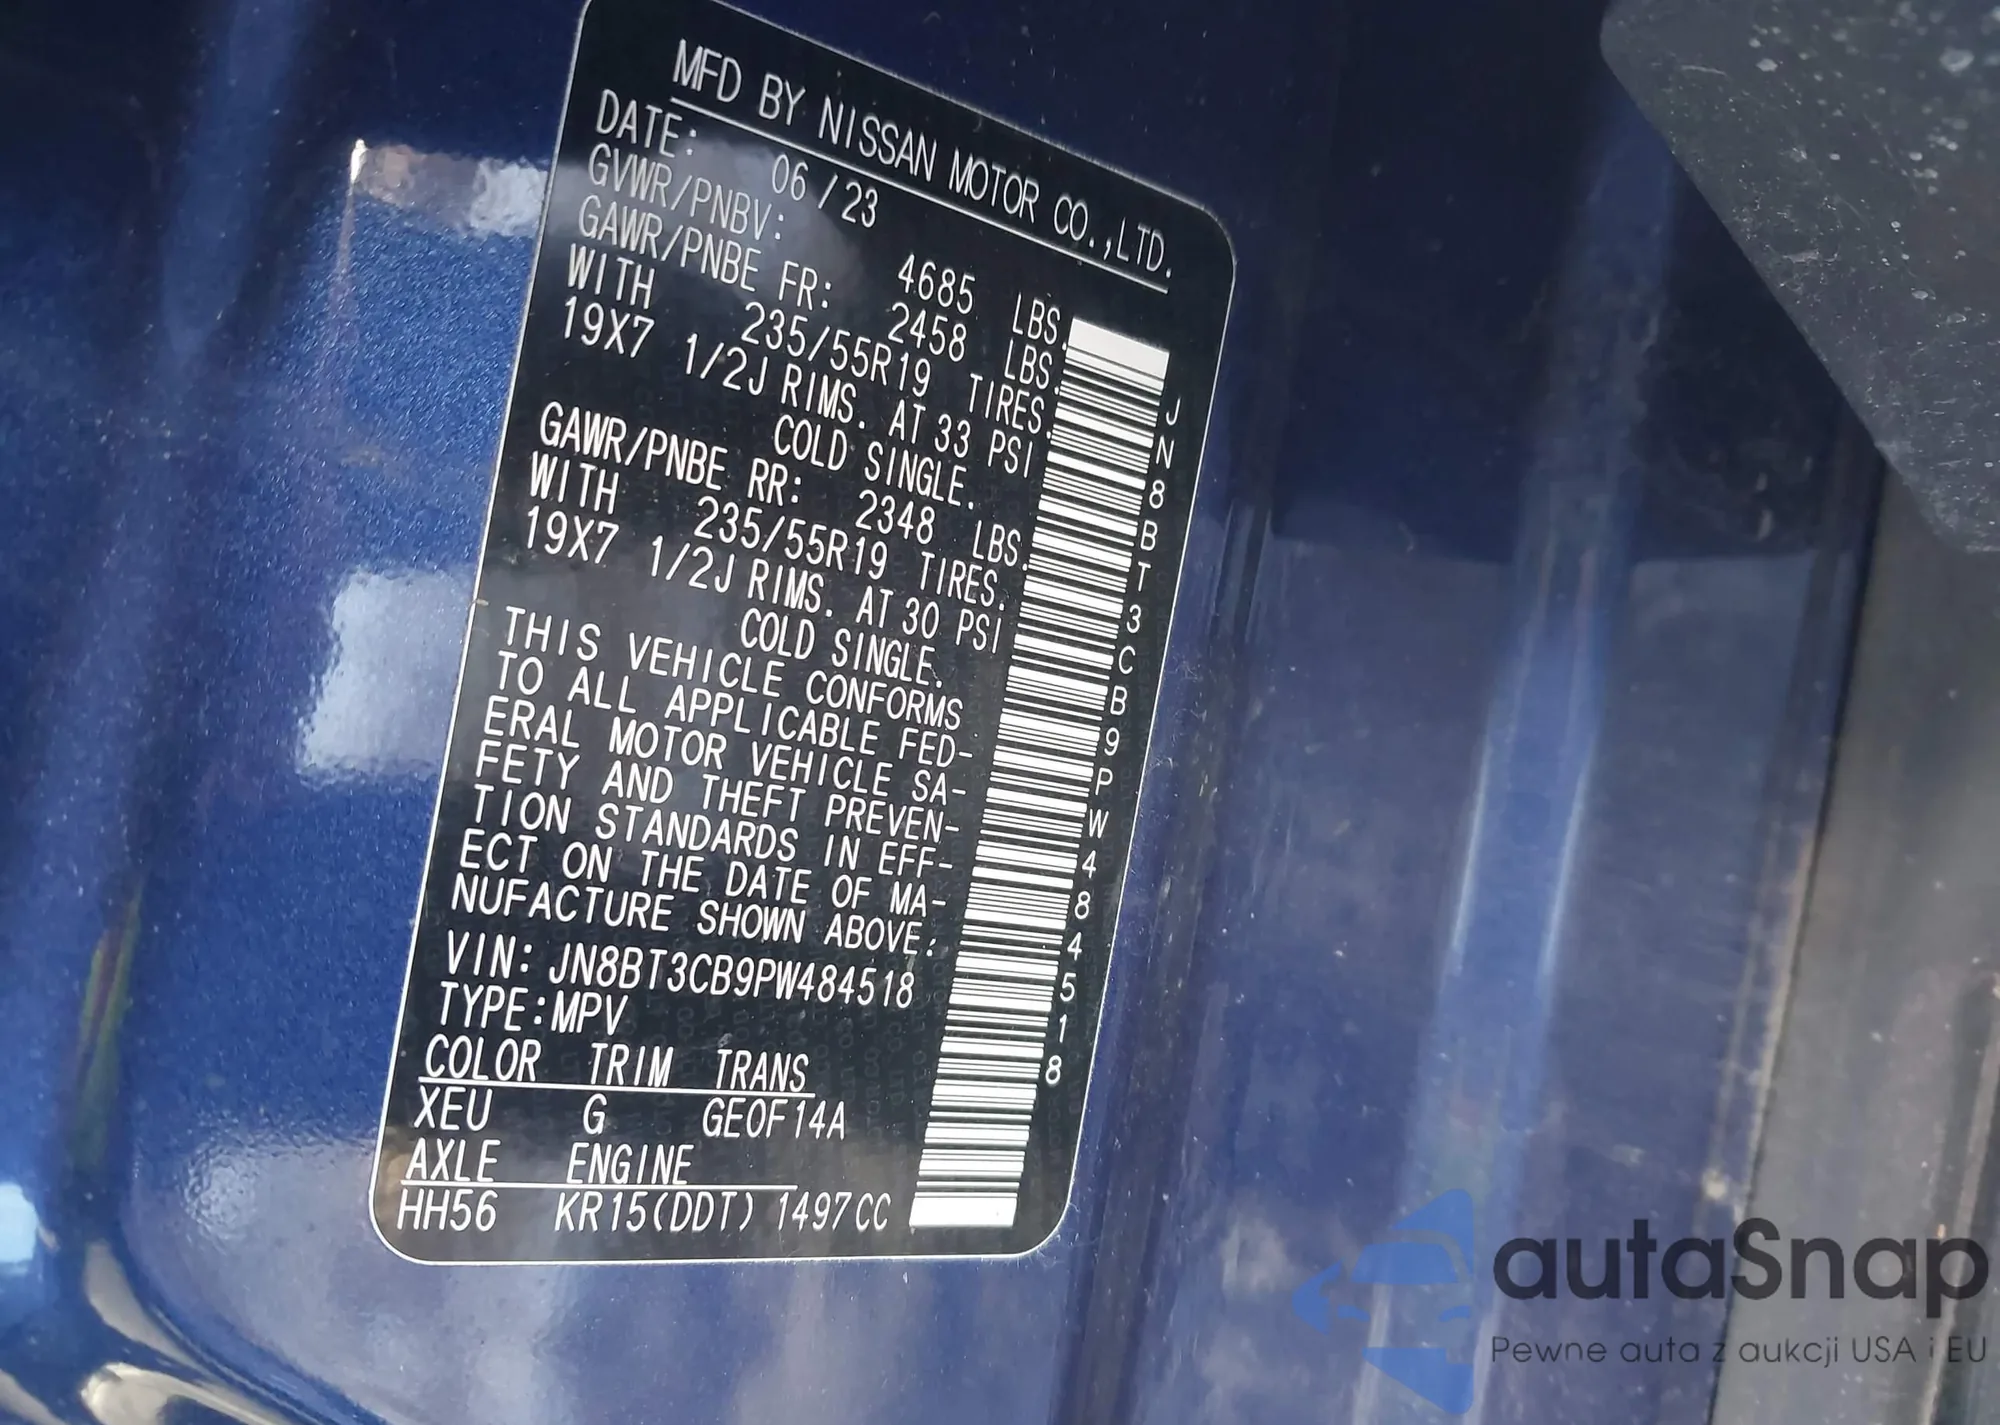 MFD BY NISSAN MOTOR CO.,LTD.
DATE: 06/23
GVWR/PNBV: 4685 LBS.
GAWR/PNBE FR: 2458 LBS.
WITH 235/55R19 TIRES.
19X7 1/2J RIMS. AT 33 PSI
COLD SINGLE.
GAWR/PNBE RR: 2348 LBS.
WITH 235/55R19 TIRES.
19X7 1/2J RIMS. AT 30 PSI
COLD SINGLE.
THIS VEHICLE CONFORMS
TO ALL APPLICABLE FED-
ERAL MOTOR VEHICLE SA-
FETY AND THEFT PREVEN-
TION STANDARDS IN EFF-
ECT ON THE DATE OF MA-
NUFACTURE SHOWN ABOVE.
VIN: JN8BT3CB9PW484518
TYPE:MPV
COLOR TRIM TRANS
XEU G GE0F14A
AXLE ENGINE
HH56 KR15(DDT) 1497CC
JN8BT3CB9PW484518
autaSnap
Pewne auta z aukcji USA i EU